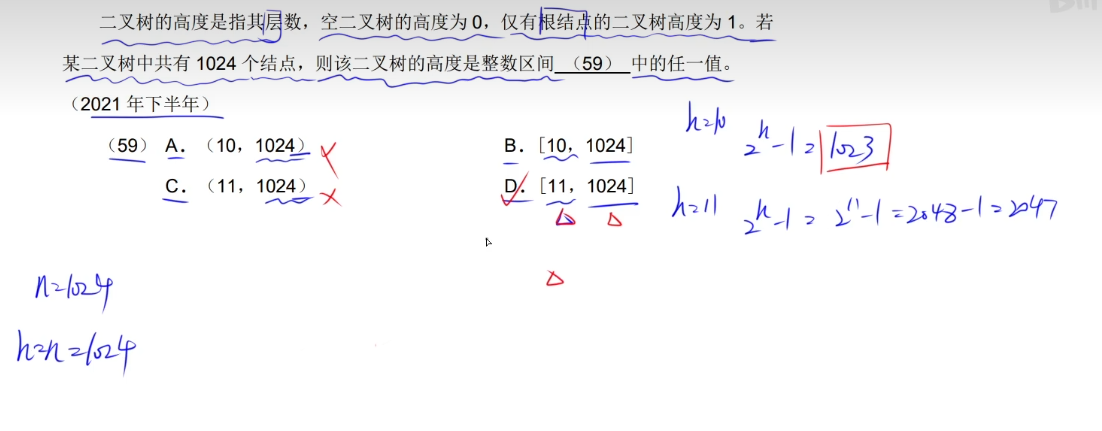 二叉树的高度是指其层数，空二叉树的高度为 0，仅有根结点的二叉树高度为 1。若
某二叉树中共有 1024 个结点，则该二叉树的高度是整数区间 （59） 中的任一值。
（2021 年下半年）
（59） A．（10，1024） B．[10，1024]
C．（11，1024） D．[11，1024]
h=10 2^h-1=1023
h=11 2^h-1=2^11-1=2048-1=2047
n=1024
h=n=1024